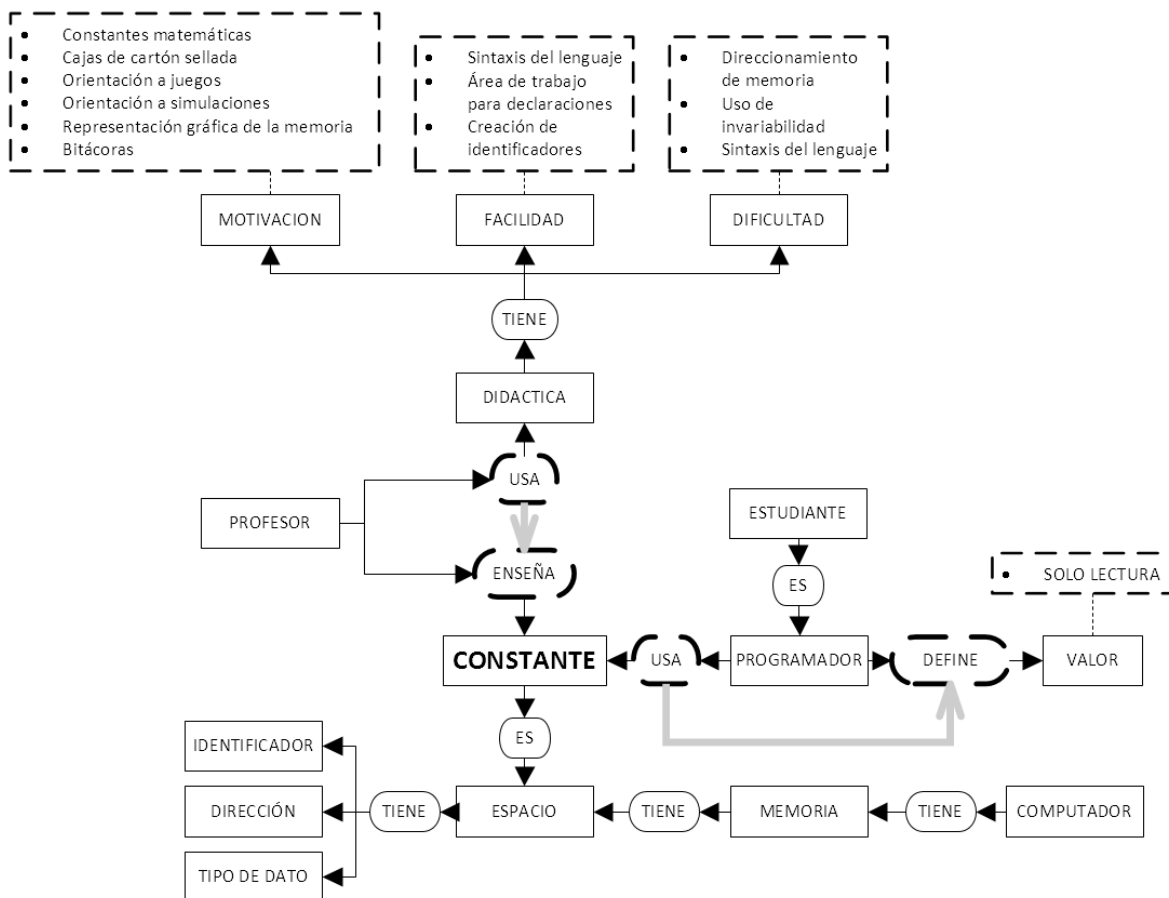 • Constantes matemáticas
• Cajas de cartón sellada
• Orientación a juegos
• Orientación a simulaciones
• Representación gráfica de la memoria
• Bitácoras
• Sintaxis del lenguaje
• Área de trabajo
para declaraciones
• Creación de
identificadores
• Direccionamiento
de memoria
• Uso de
invariabilidad
• Sintaxis del lenguaje
MOTIVACION
FACILIDAD
DIFICULTAD
TIENE
DIDACTICA
USA
PROFESOR
ENSEÑA
ESTUDIANTE
ES
• SOLO LECTURA
CONSTANTE
USA
PROGRAMADOR
DEFINE
VALOR
ES
IDENTIFICADOR
DIRECCIÓN
TIENE
ESPACIO
TIENE
MEMORIA
TIENE
COMPUTADOR
TIPO DE DATO